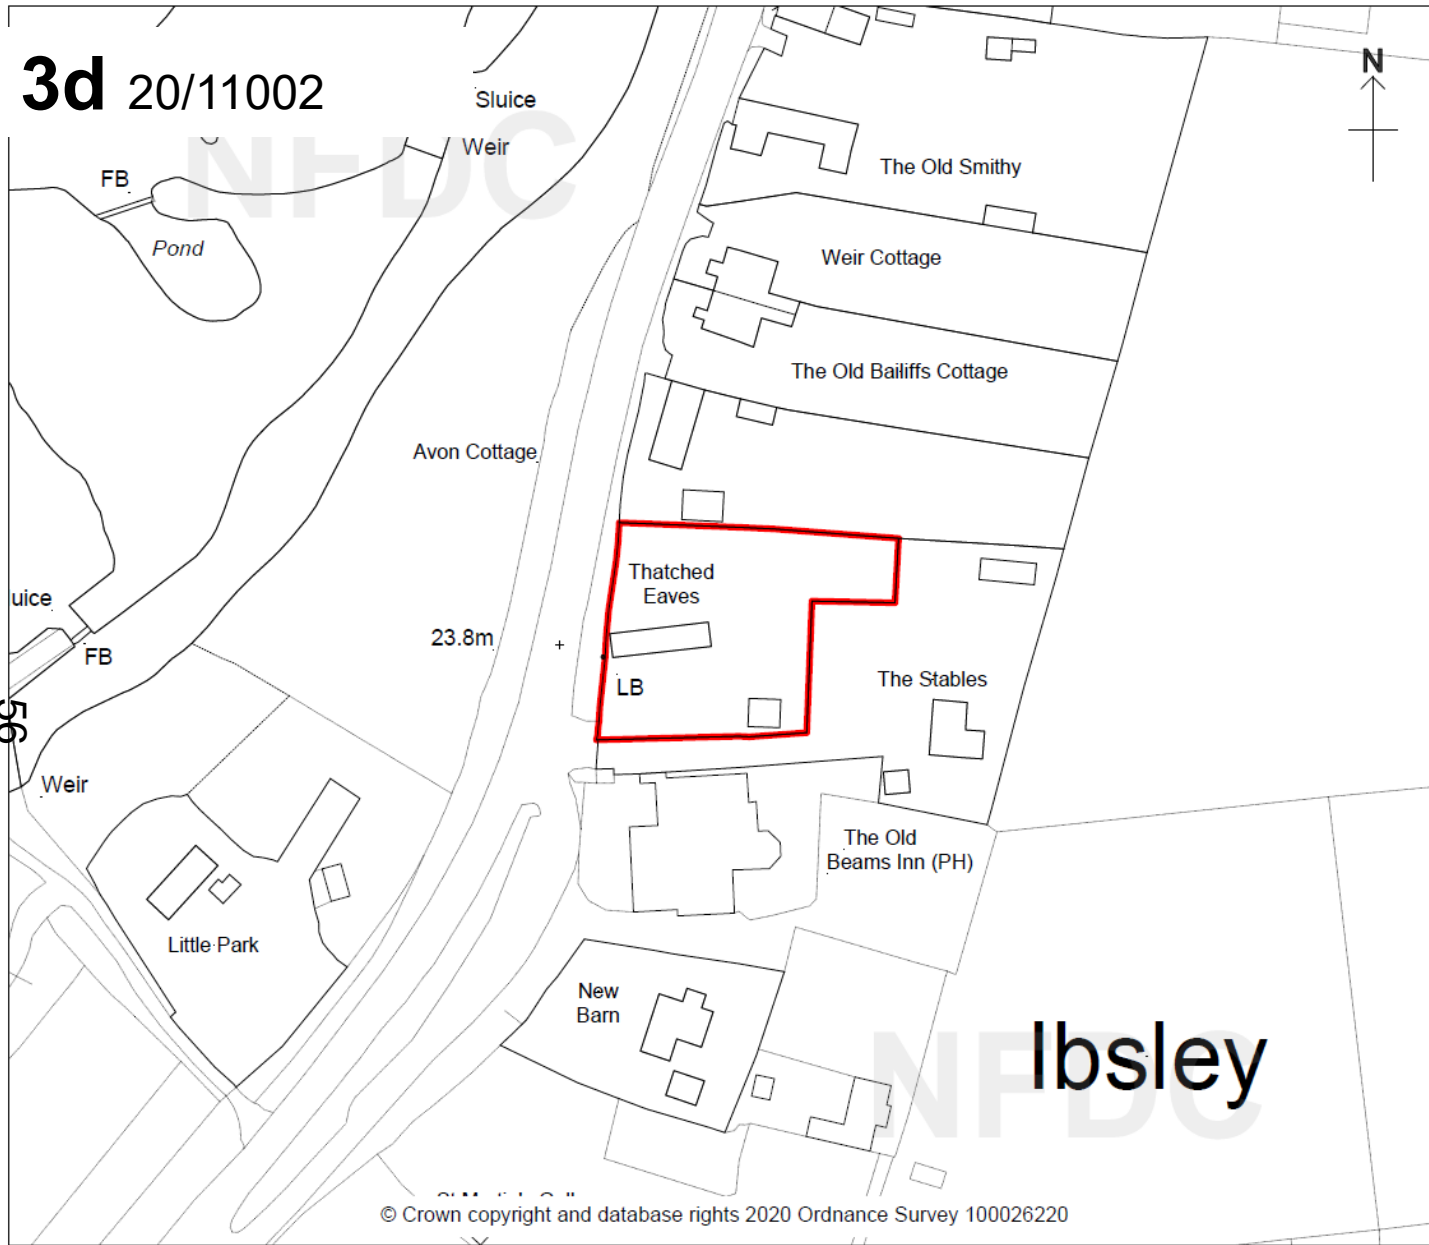 3d 20/11002
N
NFDC
Sluice
Weir
FB
Pond
The Old Smithy
Weir Cottage
The Old Bailiffs Cottage
Avon Cottage
Thatched
Eaves
uice
FB
23.8m
LB
The Stables
56
Weir
The Old
Beams Inn (PH)
Little Park
New
Barn
Ibsley
NFDC
© Crown copyright and database rights 2020 Ordnance Survey 100026220